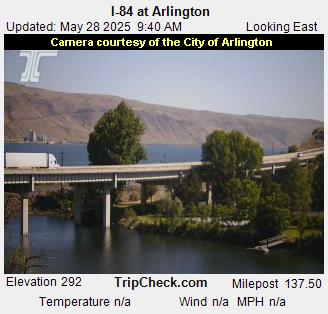 I-84 at Arlington
Updated: May 28 2025  9:40 AM Looking East
Camera courtesy of the City of Arlington
Elevation 292 TripCheck.com Milepost 137.50
Temperature n/a Wind n/a MPH n/a